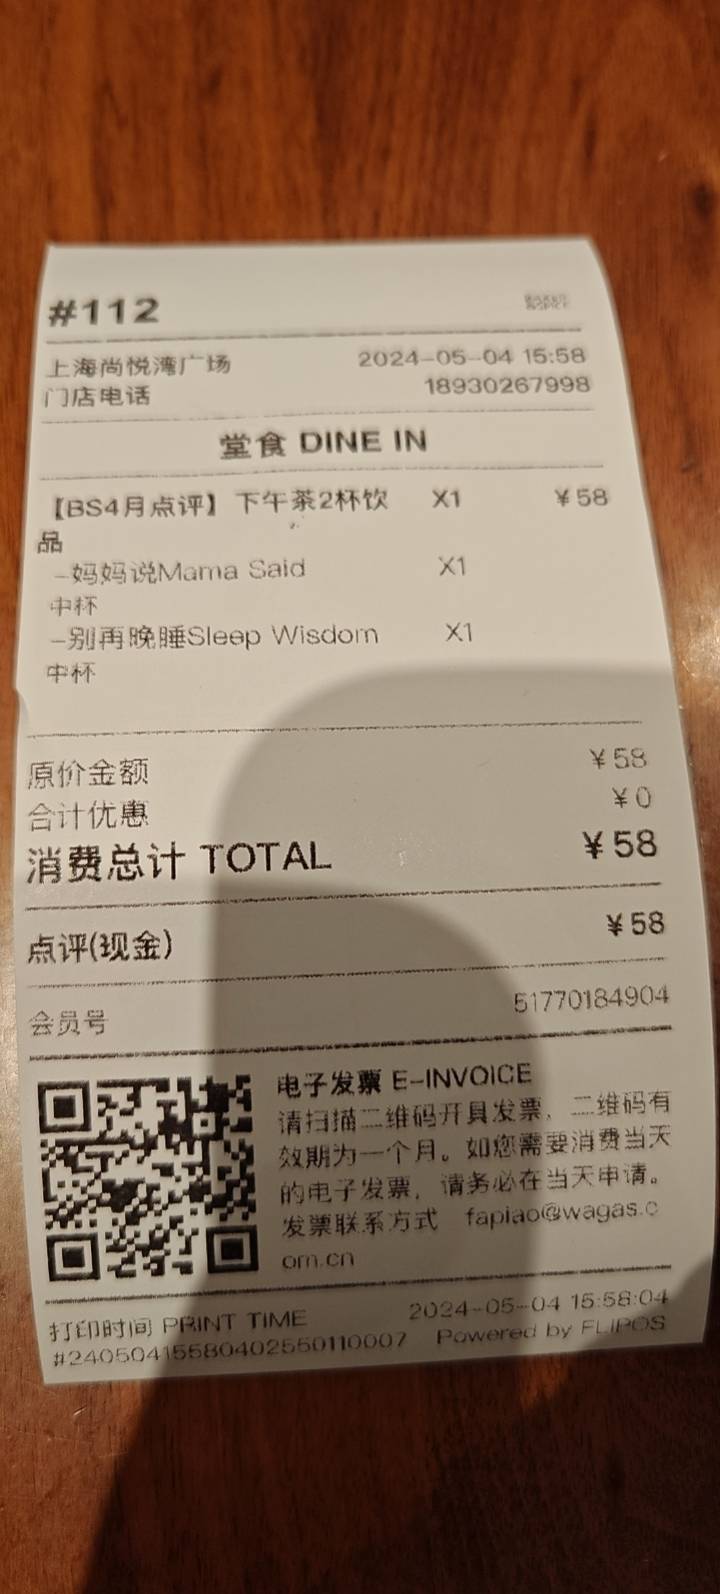 #112
上海尚悦湾广场 2024-05-04 15:58
门店电话 18930267998
堂食 DINE IN
【BS4月点评】下午茶2杯饮 X1 ¥58
品
-妈妈说Mama Said X1
中杯
-别再晚睡Sleep Wisdom X1
中杯
原价金额 ¥58
合计优惠 ¥0
消费总计 TOTAL ¥58
点评(现金) ¥58
会员号 51770184904
电子发票 E-INVOICE
请扫描二维码开具发票，二维码有
效期为一个月。如您需要消费当天
的电子发票，请务必在当天申请。
发票联系方式 fapiao@wagas.c
om.cn
打印时间 PRINT TIME 2024-05-04 15:58:04
#24050415580402550110007 Powered by FLIPOS